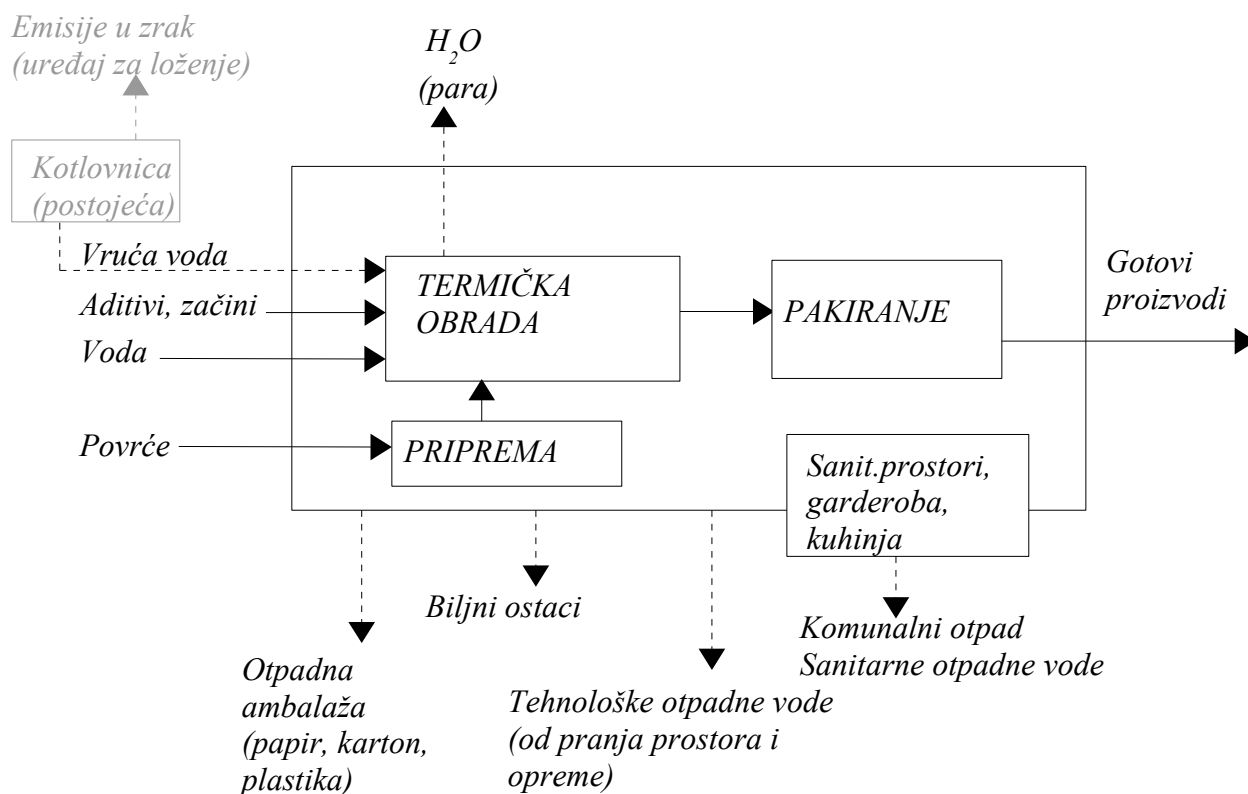 Emisije u zrak
(uređaj za loženje)
H₂O
(para)
Kotlovnica
(postojeća)
Vruća voda
Aditivi, začini
Voda
Povrće
TERMIČKA
OBRADA
PRIPREMA
PAKIRANJE
Gotovi
proizvodi
Sanit.prostori,
garderoba,
kuhinja
Otpadna
ambalaža
(papir, karton,
plastika)
Biljni ostaci
Tehnološke otpadne vode
(od pranja prostora i
opreme)
Komunalni otpad
Sanitarne otpadne vode